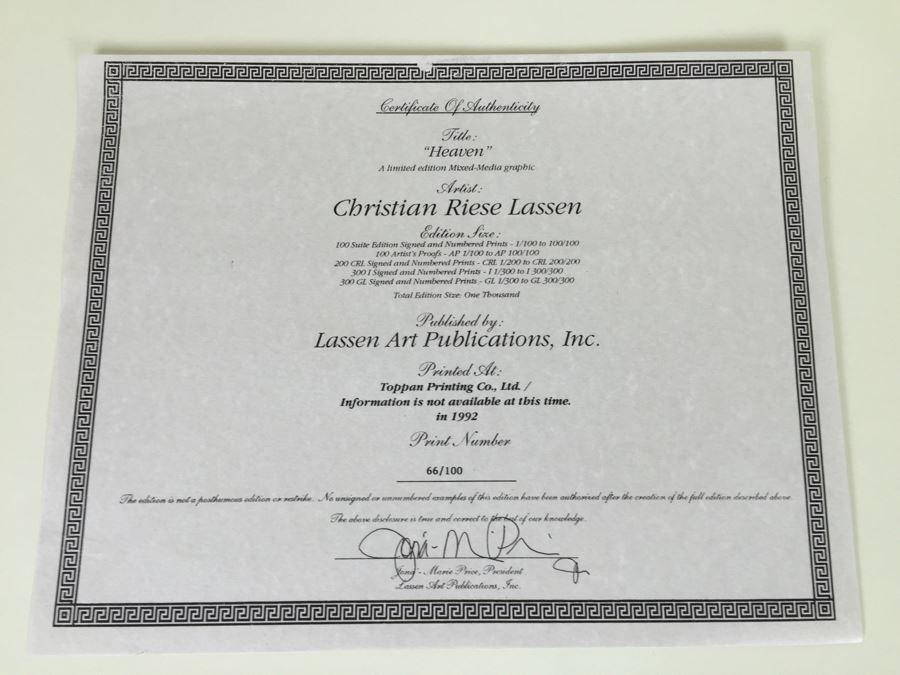 Certificate Of Authenticity
Title:
"Heaven"
A limited edition Mixed-Media graphic
Artist:
Christian Riese Lassen
Edition Size:
100 Suite Edition Signed and Numbered Prints - 1/100 to 100/100
100 Artist's Proofs - AP 1/100 to AP 100/100
200 CRL Signed and Numbered Prints - CRL 1/200 to CRL 200/200
300 I Signed and Numbered Prints - I 1/300 to I 300/300
300 GL Signed and Numbered Prints - GL 1/300 to GL 300/300
Total Edition Size: One Thousand
Published by:
Lassen Art Publications, Inc.
Printed At:
Toppan Printing Co., Ltd. /
Information is not available at this time.
in 1992
Print Number
66/100
The edition is not a posthumous edition or restrike. No unsigned or unnumbered examples of this edition have been authorized after the creation of the full edition described above.
The above disclosure is true and correct to the best of our knowledge.
- Marie Price, President
Lassen Art Publications, Inc.